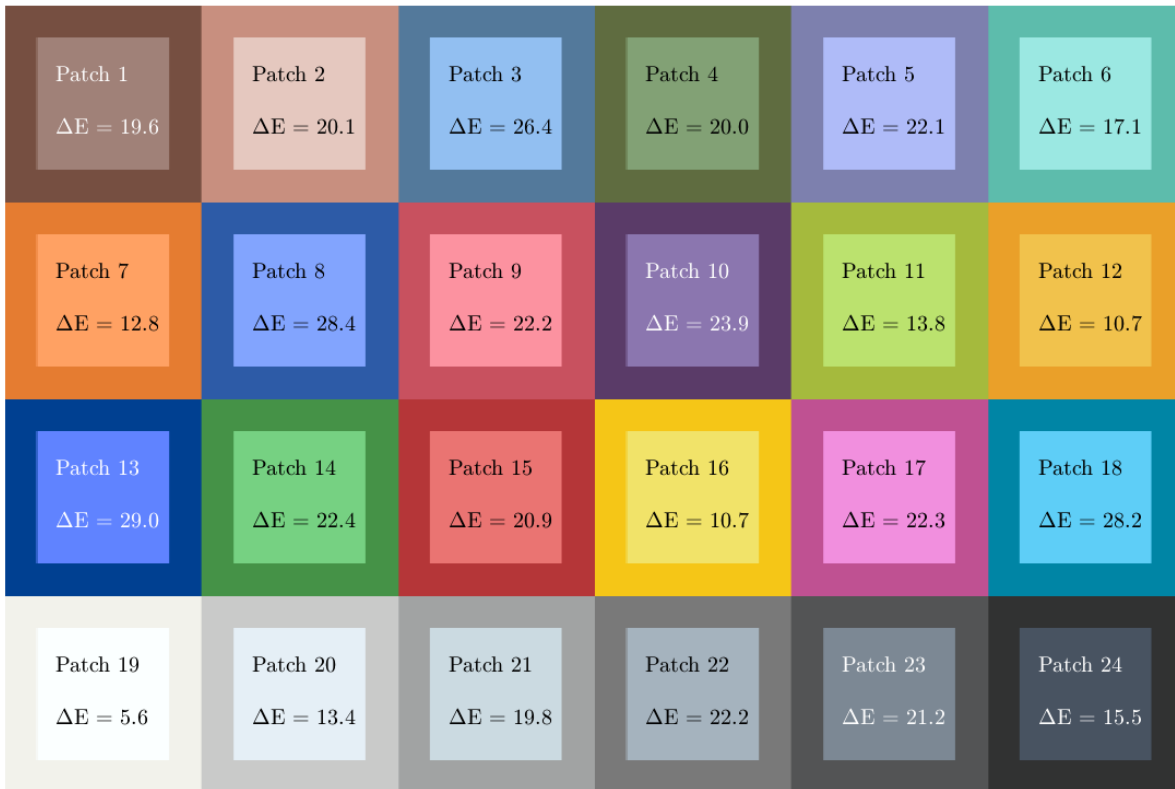 Patch 1
ΔE = 19.6
Patch 2
ΔE = 20.1
Patch 3
ΔE = 26.4
Patch 4
ΔE = 20.0
Patch 5
ΔE = 22.1
Patch 6
ΔE = 17.1
Patch 7
ΔE = 12.8
Patch 8
ΔE = 28.4
Patch 9
ΔE = 22.2
Patch 10
ΔE = 23.9
Patch 11
ΔE = 13.8
Patch 12
ΔE = 10.7
Patch 13
ΔE = 29.0
Patch 14
ΔE = 22.4
Patch 15
ΔE = 20.9
Patch 16
ΔE = 10.7
Patch 17
ΔE = 22.3
Patch 18
ΔE = 28.2
Patch 19
ΔE = 5.6
Patch 20
ΔE = 13.4
Patch 21
ΔE = 19.8
Patch 22
ΔE = 22.2
Patch 23
ΔE = 21.2
Patch 24
ΔE = 15.5